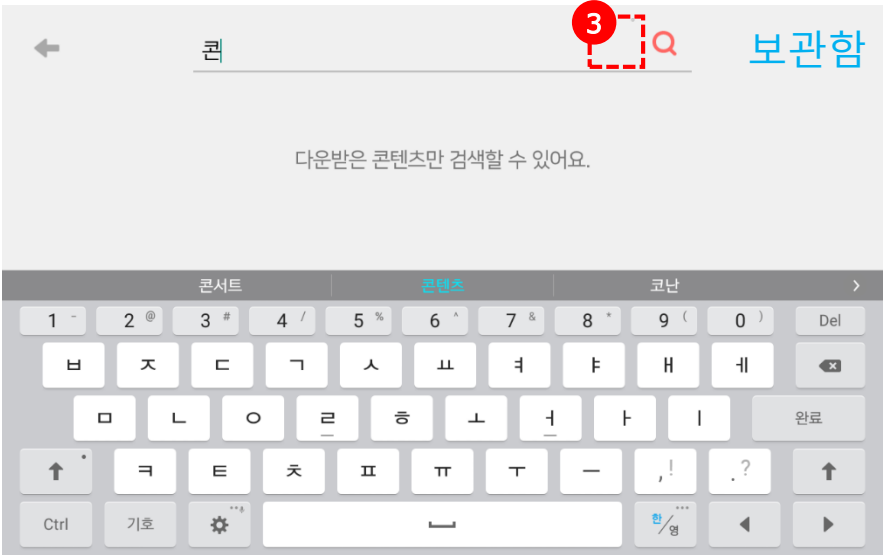 3
콘
보관함
다운받은 콘텐츠만 검색할 수 있어요.
콘서트 콘텐츠 코난 >
1 - 2 @ 3 # 4 / 5 % 6 ^ 7 & 8 * 9 ( 0 ) Del
ㅂ ㅈ ㄷ ㄱ ㅅ ㅛ ㅕ ㅑ ㅐ ㅔ
ㅁ ㄴ ㅇ ㄹ ㅎ ㅗ ㅓ ㅏ ㅣ 완료
ㅋ ㅌ ㅊ ㅍ ㅠ ㅜ ㅡ , ! . ?
Ctrl 기호 한/영